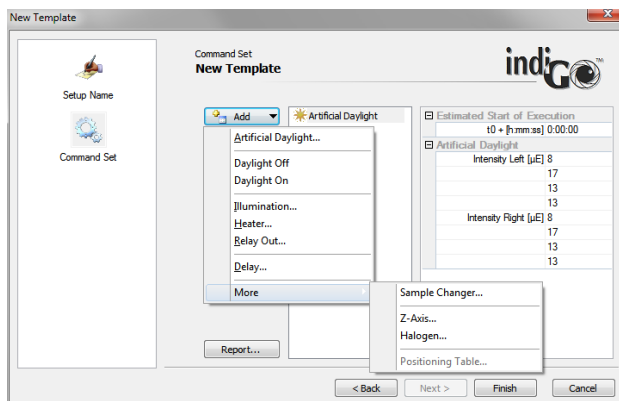 New Template
Setup Name
Command Set
Command Set
New Template
indiGo™
Add
Artificial Daylight...
Daylight Off
Daylight On
Illumination...
Heater...
Relay Out...
Delay...
More
Sample Changer...
Z-Axis...
Halogen...
Positioning Table...
Report...
Artificial Daylight
Estimated Start of Execution
t0 + [h:mm:ss] 0:00:00
Artificial Daylight
Intensity Left [µE] 8
17
13
13
Intensity Right [µE] 8
17
13
13
< Back
Next >
Finish
Cancel